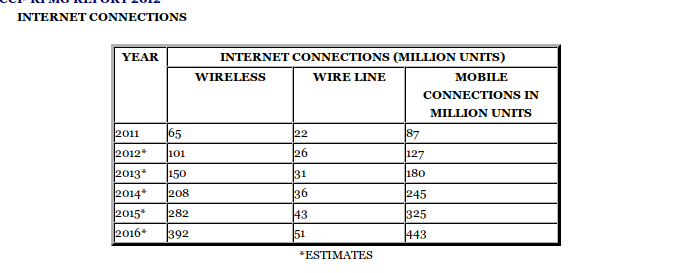 REPORT 2012
INTERNET CONNECTIONS
YEAR INTERNET CONNECTIONS (MILLION UNITS)
WIRELESS WIRE LINE MOBILE
CONNECTIONS IN
MILLION UNITS
2011 65 22 87
2012* 101 26 127
2013* 150 31 180
2014* 208 36 245
2015* 282 43 325
2016* 392 51 443
*ESTIMATES